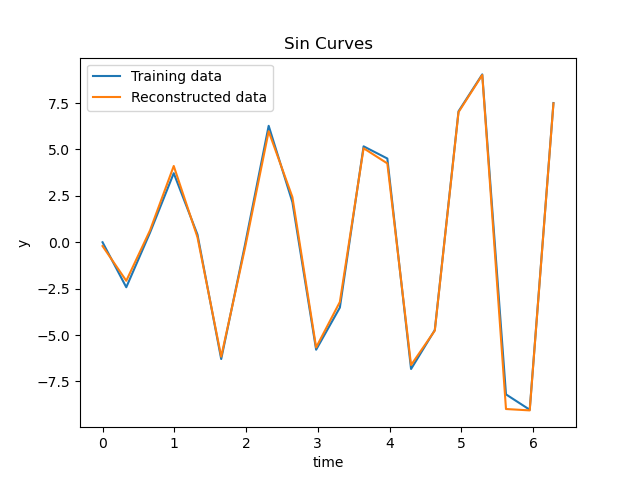 Sin Curves
Training data
Reconstructed data
7.5
5.0
2.5
0.0
−2.5
−5.0
−7.5
y
0 1 2 3 4 5 6
time